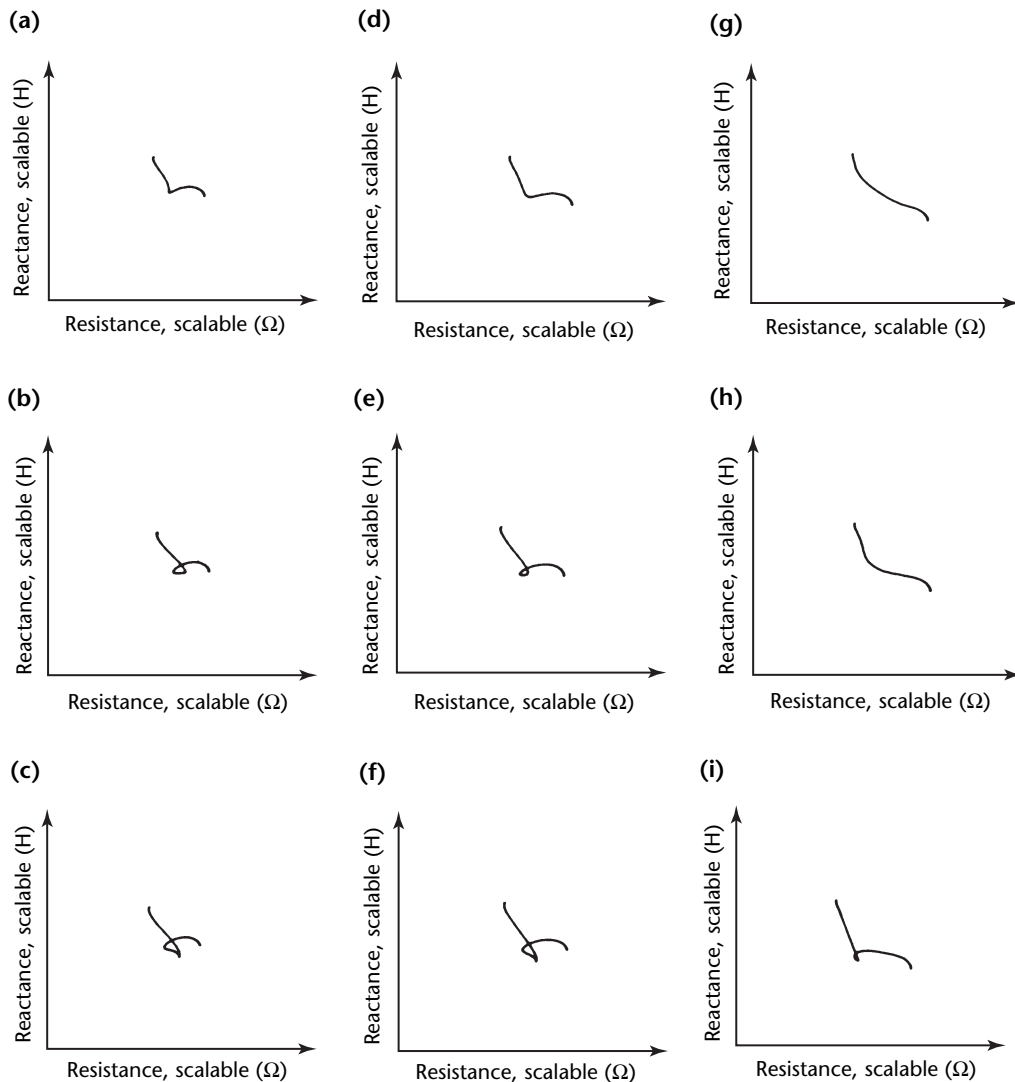 (a)
Reactance, scalable (H)
Resistance, scalable (Ω)
(d)
Reactance, scalable (H)
Resistance, scalable (Ω)
(g)
Reactance, scalable (H)
Resistance, scalable (Ω)
(b)
Reactance, scalable (H)
Resistance, scalable (Ω)
(e)
Reactance, scalable (H)
Resistance, scalable (Ω)
(h)
Reactance, scalable (H)
Resistance, scalable (Ω)
(c)
Reactance, scalable (H)
Resistance, scalable (Ω)
(f)
Reactance, scalable (H)
Resistance, scalable (Ω)
(i)
Reactance, scalable (H)
Resistance, scalable (Ω)